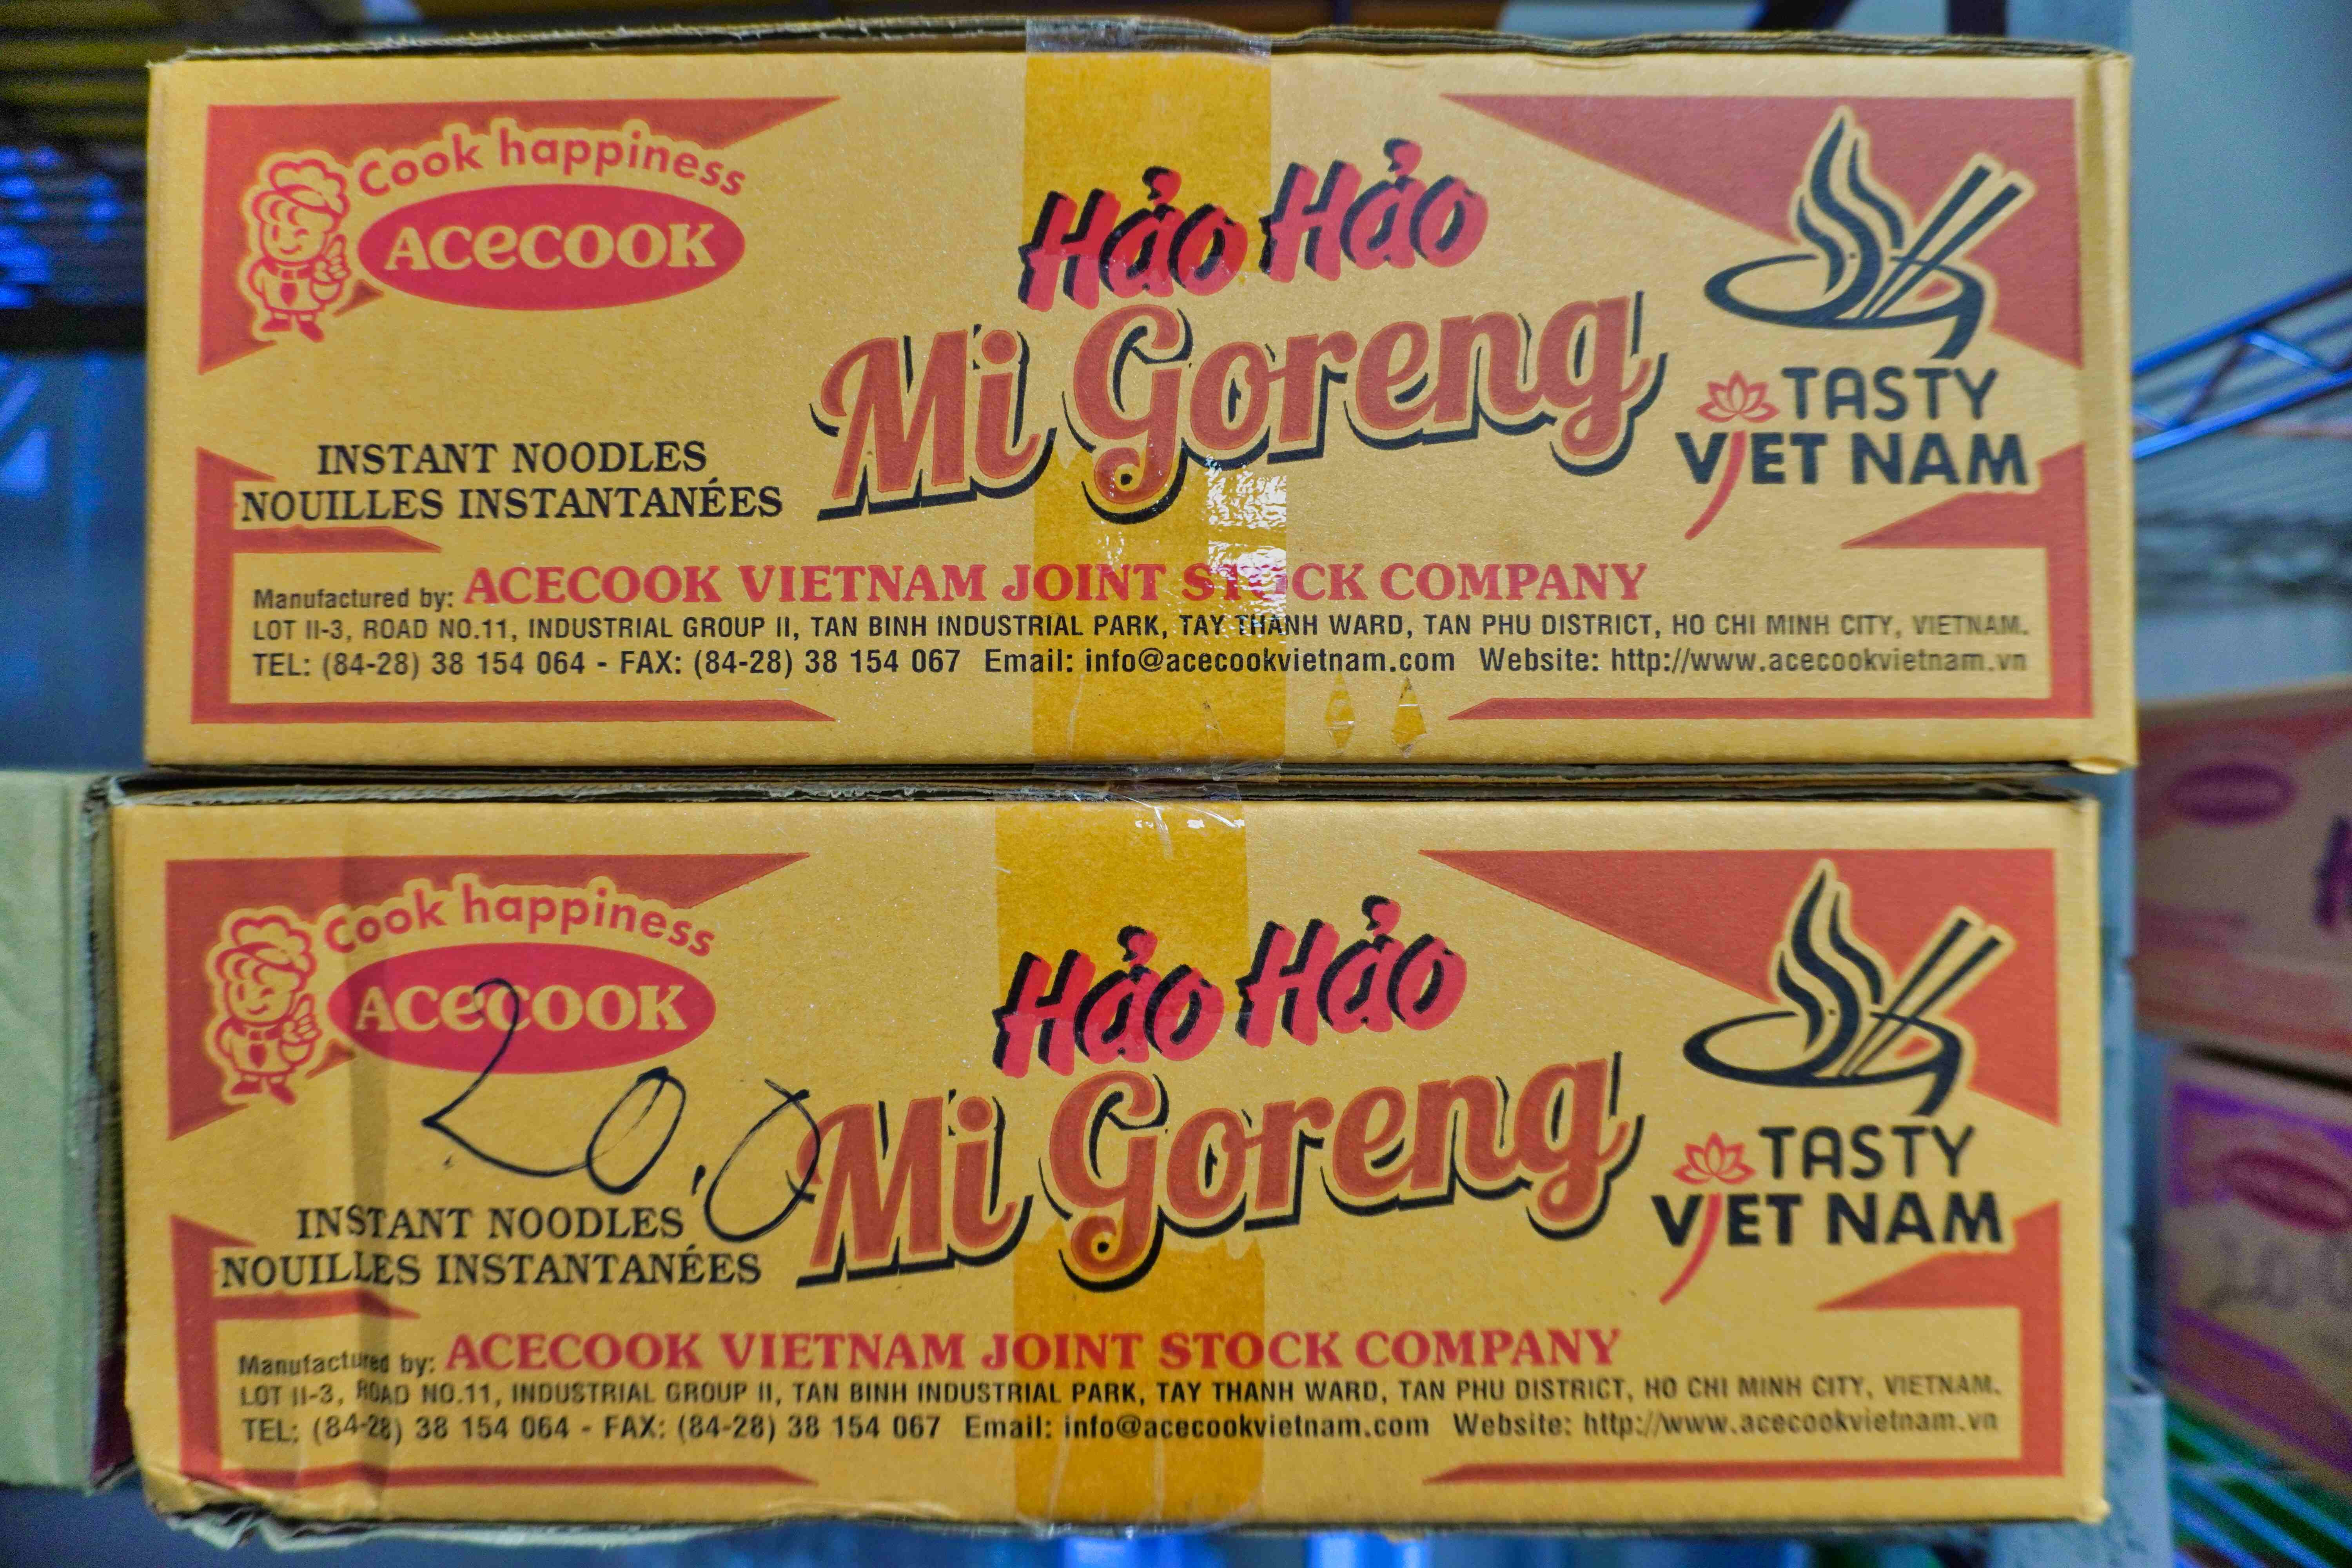 Cook happiness
ACECOOK
Hảo Hảo
Mi Goreng
TASTY
VIET NAM
INSTANT NOODLES
NOUILLES INSTANTANÉES
Manufactured by: ACECOOK VIETNAM JOINT STOCK COMPANY
LOT II-3, ROAD NO.11, INDUSTRIAL GROUP II, TAN BINH INDUSTRIAL PARK, TAY THANH WARD, TAN PHU DISTRICT, HO CHI MINH CITY, VIETNAM.
TEL: (84-28) 38 154 064 - FAX: (84-28) 38 154 067 Email: info@acecookvietnam.com Website: http://www.acecookvietnam.vn
Cook happiness
ACECOOK
20,0
Hảo Hảo
Mi Goreng
TASTY
VIET NAM
INSTANT NOODLES
NOUILLES INSTANTANÉES
Manufactured by: ACECOOK VIETNAM JOINT STOCK COMPANY
LOT II-3, ROAD NO.11, INDUSTRIAL GROUP II, TAN BINH INDUSTRIAL PARK, TAY THANH WARD, TAN PHU DISTRICT, HO CHI MINH CITY, VIETNAM.
TEL: (84-28) 38 154 064 - FAX: (84-28) 38 154 067 Email: info@acecookvietnam.com Website: http://www.acecookvietnam.vn